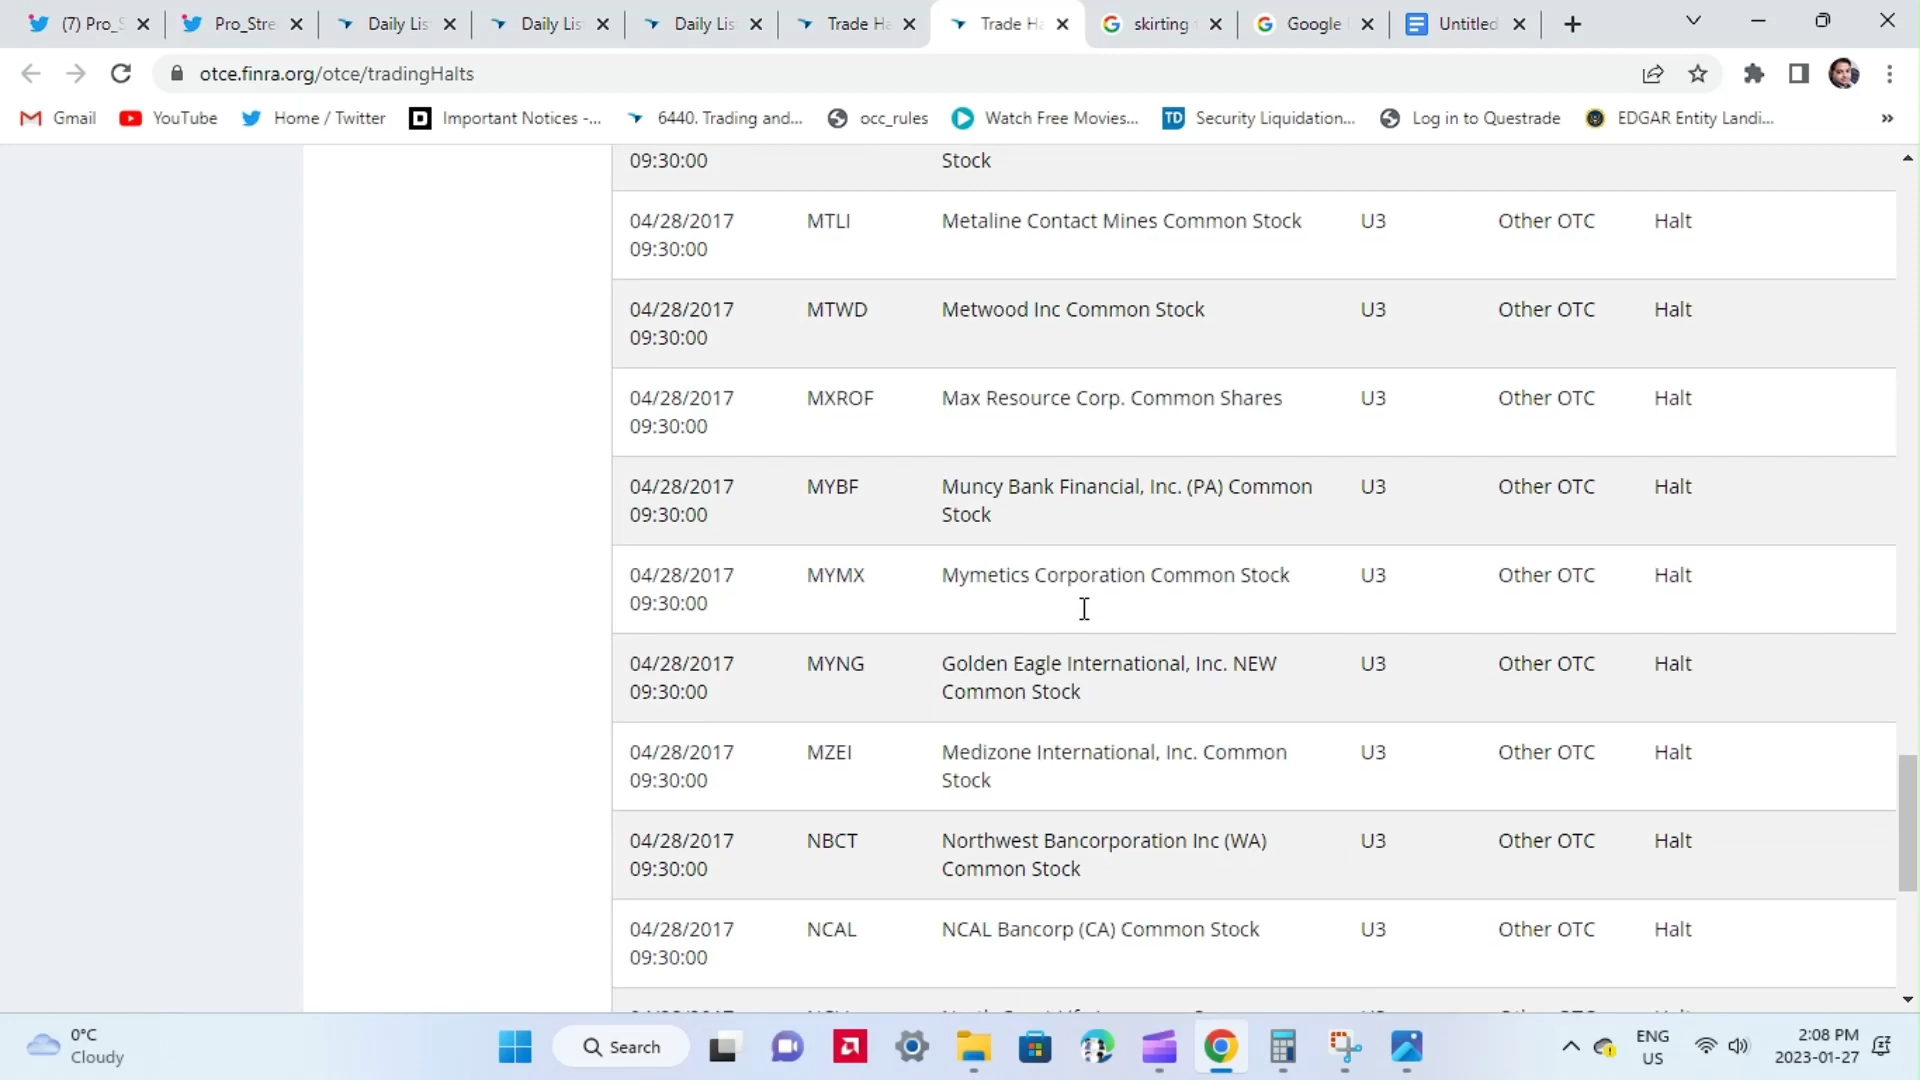 (7) Pro_S
Pro_Stre
Daily Lis
Daily Lis
Daily Lis
Trade Ha
Trade Ha
skirting
Google
Untitled
otce.finra.org/otce/tradingHalts
Gmail
YouTube
Home / Twitter
Important Notices -...
6440. Trading and...
occ_rules
Watch Free Movies...
TD
Security Liquidation...
Log in to Questrade
EDGAR Entity Landi...
»
09:30:00 Stock
04/28/2017 MTLI Metaline Contact Mines Common Stock U3 Other OTC Halt
09:30:00
04/28/2017 MTWD Metwood Inc Common Stock U3 Other OTC Halt
09:30:00
04/28/2017 MXROF Max Resource Corp. Common Shares U3 Other OTC Halt
09:30:00
04/28/2017 MYBF Muncy Bank Financial, Inc. (PA) Common U3 Other OTC Halt
09:30:00 Stock
04/28/2017 MYMX Mymetics Corporation Common Stock U3 Other OTC Halt
09:30:00
04/28/2017 MYNG Golden Eagle International, Inc. NEW U3 Other OTC Halt
09:30:00 Common Stock
04/28/2017 MZEI Medizone International, Inc. Common U3 Other OTC Halt
09:30:00 Stock
04/28/2017 NBCT Northwest Bancorporation Inc (WA) U3 Other OTC Halt
09:30:00 Common Stock
04/28/2017 NCAL NCAL Bancorp (CA) Common Stock U3 Other OTC Halt
09:30:00
0°C
Cloudy
Search
ENG
US
2:08 PM
2023-01-27